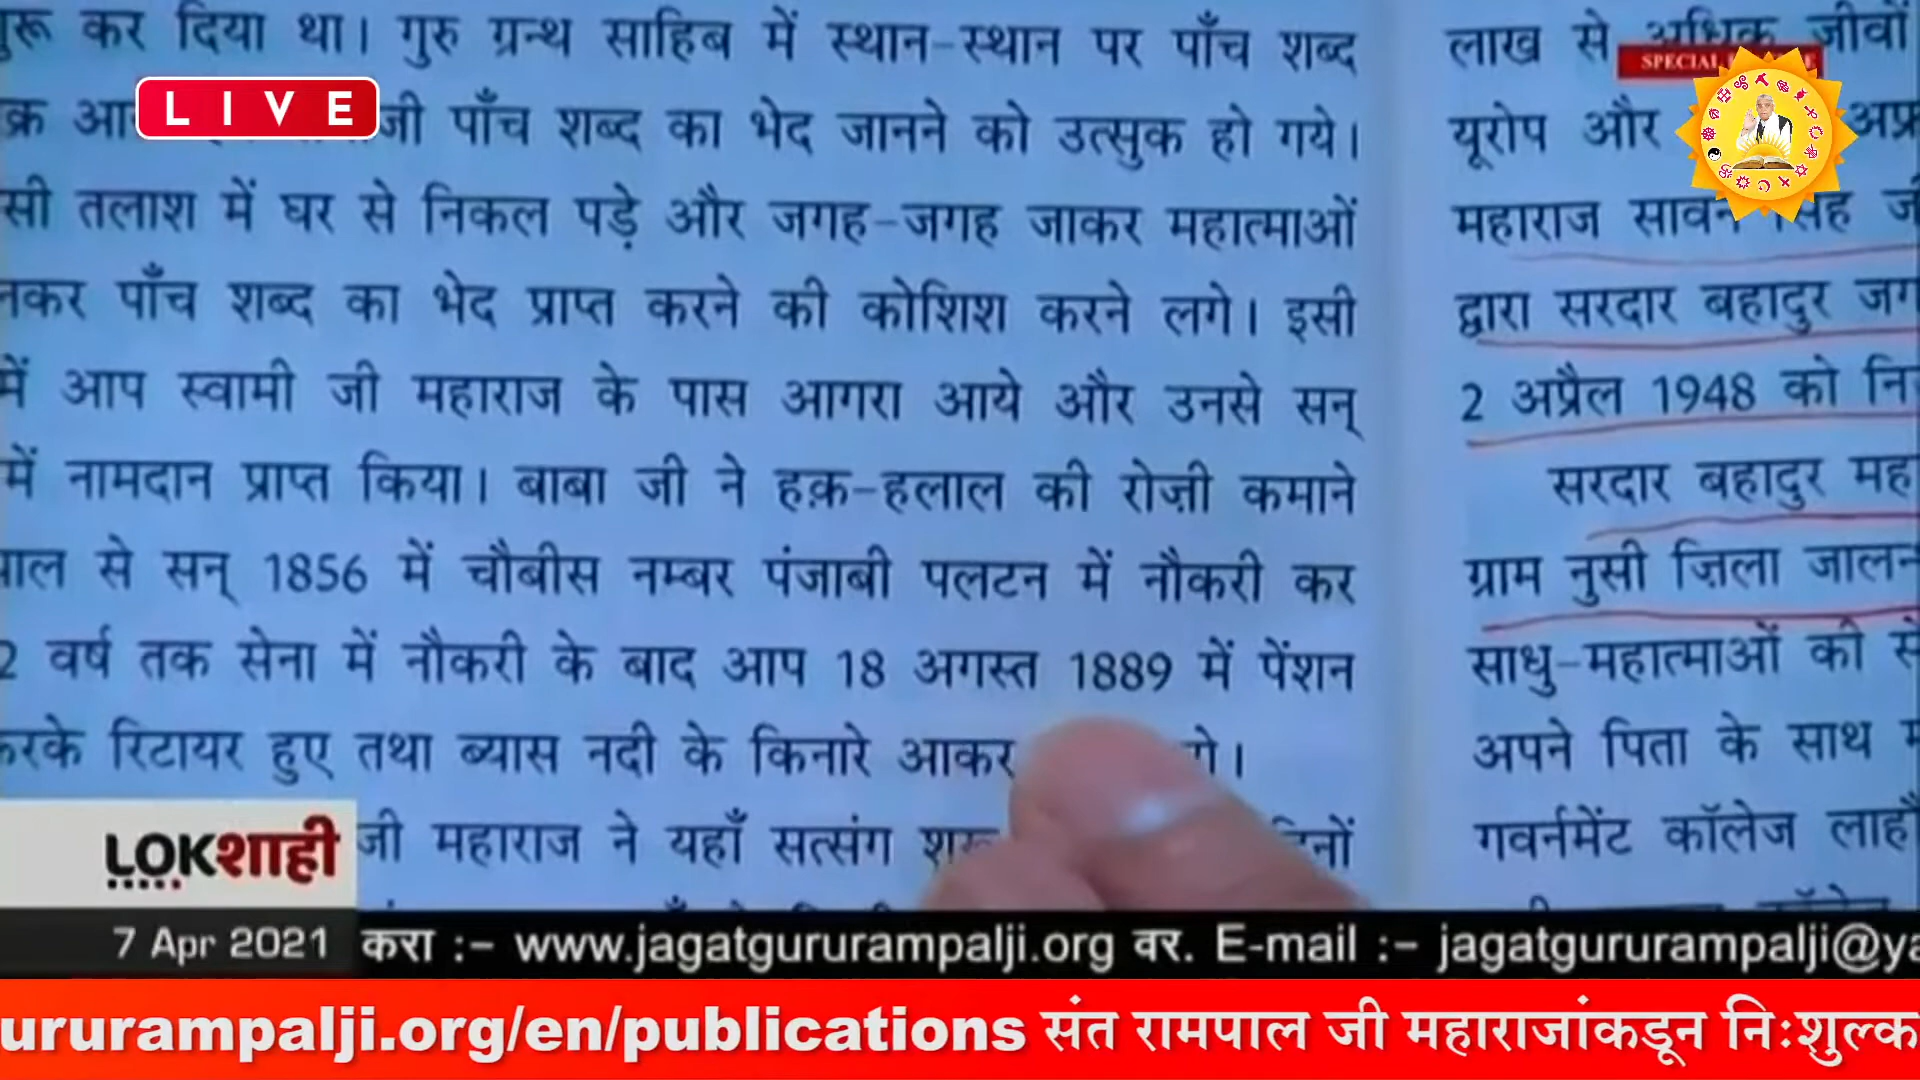 कर दिया था। गुरु ग्रन्थ साहिब में स्थान-स्थान पर पाँच शब्द
जी पाँच शब्द का भेद जानने को उत्सुक हो गये।
तलाश में घर से निकल पड़े और जगह-जगह जाकर महात्माओं
पाँच शब्द का भेद प्राप्त करने की कोशिश करने लगे। इसी
में आप स्वामी जी महाराज के पास आगरा आये और उनसे सन्
में नामदान प्राप्त किया। बाबा जी ने हक़-हलाल की रोज़ी कमाने
से सन् 1856 में चौबीस नम्बर पंजाबी पलटन में नौकरी कर
वर्ष तक सेना में नौकरी के बाद आप 18 अगस्त 1889 में पेंशन
रिटायर हुए तथा ब्यास नदी के किनारे आकर
जी महाराज ने यहाँ सत्संग
लाख से अधिक जीवों
यूरोप और
महाराज सावन सिंह
द्वारा सरदार बहादुर
2 अप्रैल 1948 को
सरदार बहादुर
ग्राम नुसी ज़िला
साधु-महात्माओं की
अपने पिता के साथ
गवर्नमेंट कॉलेज
LIVE
SPECIAL
LOKशाही
7 Apr 2021 करा :- www.jagatgururampalji.org वर. E-mail :- jagatgururampalji@ya
ururampalji.org/en/publications संत रामपाल जी महाराजांकडून निःशुल्क